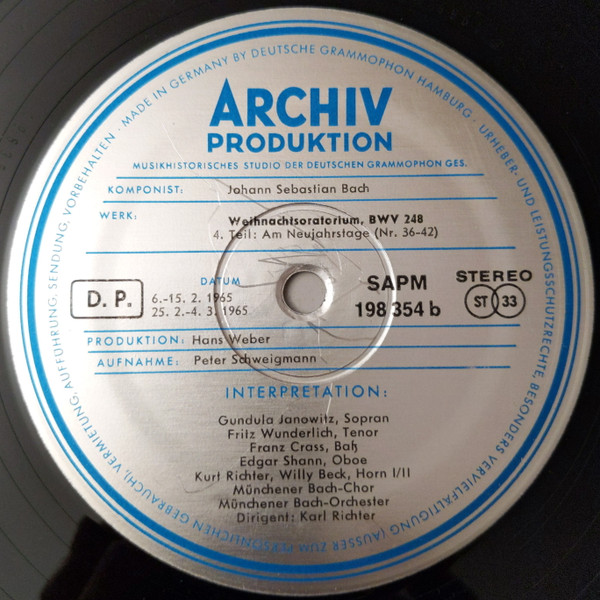 MADE IN GERMANY BY DEUTSCHE GRAMMOPHON HAMBURG · URHEBER- UND LEISTUNGSSCHUTZRECHTE, BESONDERS VERVIELFÄLTIGUNG (AUSSER ZUM PERSÖNLICHEN GEBRAUCH), VERMIETUNG, AUFFÜHRUNG, SENDUNG, VORBEHALTEN ·
ARCHIV
PRODUKTION
MUSIKHISTORISCHES STUDIO DER DEUTSCHEN GRAMMOPHON GES.
KOMPONIST: Johann Sebastian Bach
WERK: Weihnachtsoratorium, BWV 248
4. Teil: Am Neujahrstage (Nr. 36-42)
D. P.
DATUM
6.-15. 2. 1965
25. 2.-4. 3. 1965
SAPM
198 354 b
STEREO
ST 33
PRODUKTION: Hans Weber
AUFNAHME: Peter Schweigmann
INTERPRETATION:
Gundula Janowitz, Sopran
Fritz Wunderlich, Tenor
Franz Crass, Baß
Edgar Shann, Oboe
Kurt Richter, Willy Beck, Horn I/II
Münchener Bach-Chor
Münchener Bach-Orchester
Dirigent: Karl Richter